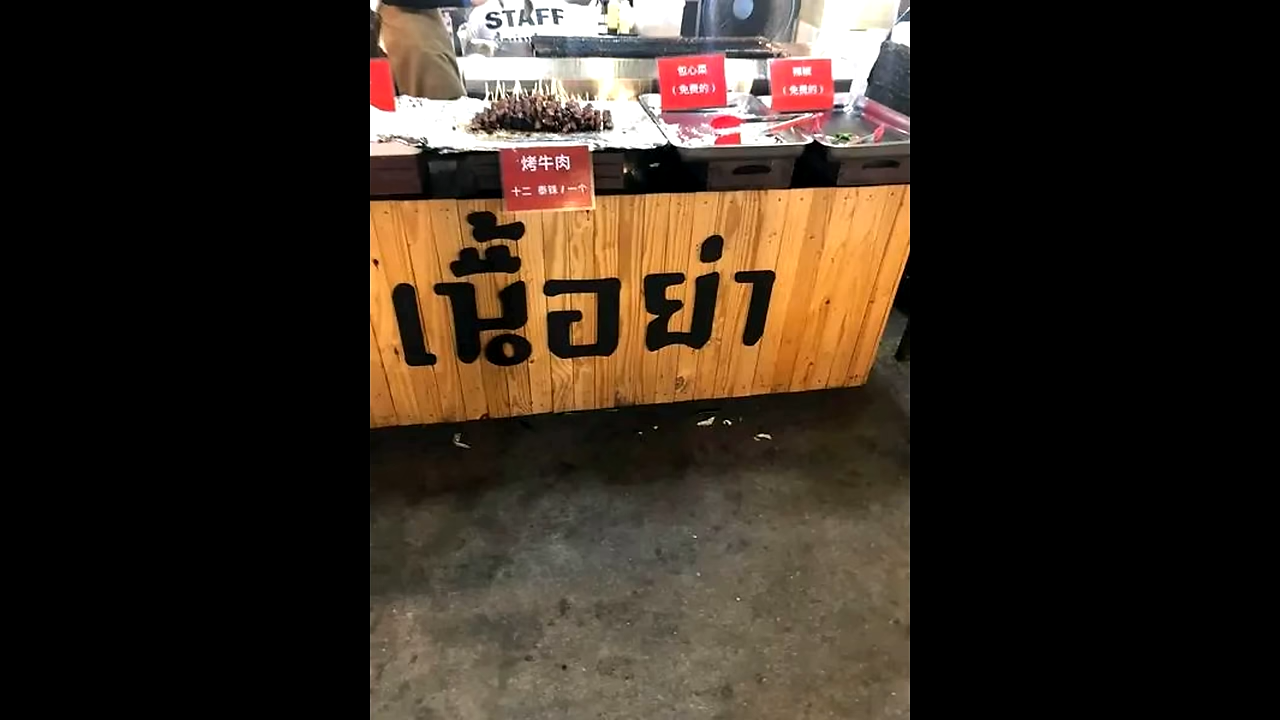 STAFF
包心菜
（免费的）
辣椒
（免费的）
烤牛肉
十二 泰铢 / 一个
เนื้อย่า